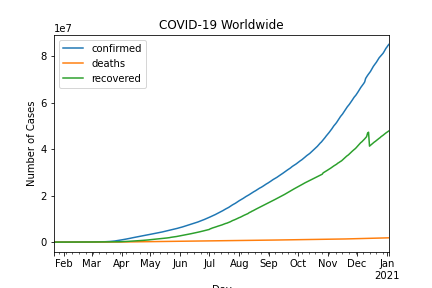 COVID-19 Worldwide
1e7
confirmed
deaths
recovered
Number of Cases
8
6
4
2
0
Feb Mar Apr May Jun Jul Aug Sep Oct Nov Dec Jan
2021